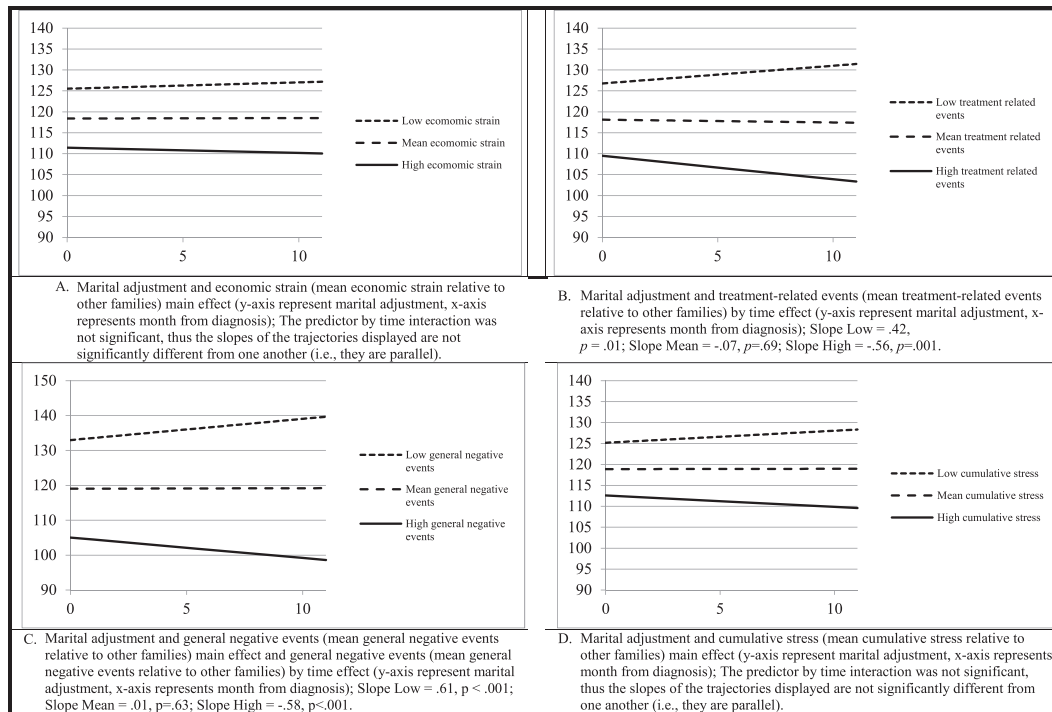 140
135
130
125
120
115
110
105
100
95
90
0
5
10
Low ecomomic strain
Mean ecomomic strain
High ecomomic strain
A. Marital adjustment and economic strain (mean economic strain relative to
other families) main effect (y-axis represent marital adjustment, x-axis
represents month from diagnosis); The predictor by time interaction was
not significant, thus the slopes of the trajectories displayed are not
significantly different from one another (i.e., they are parallel).
140
135
130
125
120
115
110
105
100
95
90
0
5
10
Low treatment related
events
Mean treatment related
events
High treatment related
events
B. Marital adjustment and treatment-related events (mean treatment-related events
relative to other families) by time effect (y-axis represent marital adjustment, x-
axis represents month from diagnosis); Slope Low = .42,
p = .01; Slope Mean = -.07, p=.69; Slope High = -.56, p=.001.
150
140
130
120
110
100
90
0
5
10
Low general negative
events
Mean general negative
events
High general negative
events
C. Marital adjustment and general negative events (mean general negative events
relative to other families) main effect and general negative events (mean general
negative events relative to other families) by time effect (y-axis represent marital
adjustment, x-axis represents month from diagnosis); Slope Low = .61, p < .001;
Slope Mean = .01, p=.63; Slope High = -.58, p<.001.
140
135
130
125
120
115
110
105
100
95
90
0
5
10
Low cumulative stress
Mean cumulative stress
High cumulative stress
D. Marital adjustment and cumulative stress (mean cumulative stress relative to
other families) main effect (y-axis represent marital adjustment, x-axis represents
month from diagnosis); The predictor by time interaction was not significant,
thus the slopes of the trajectories displayed are not significantly different from
one another (i.e., they are parallel).